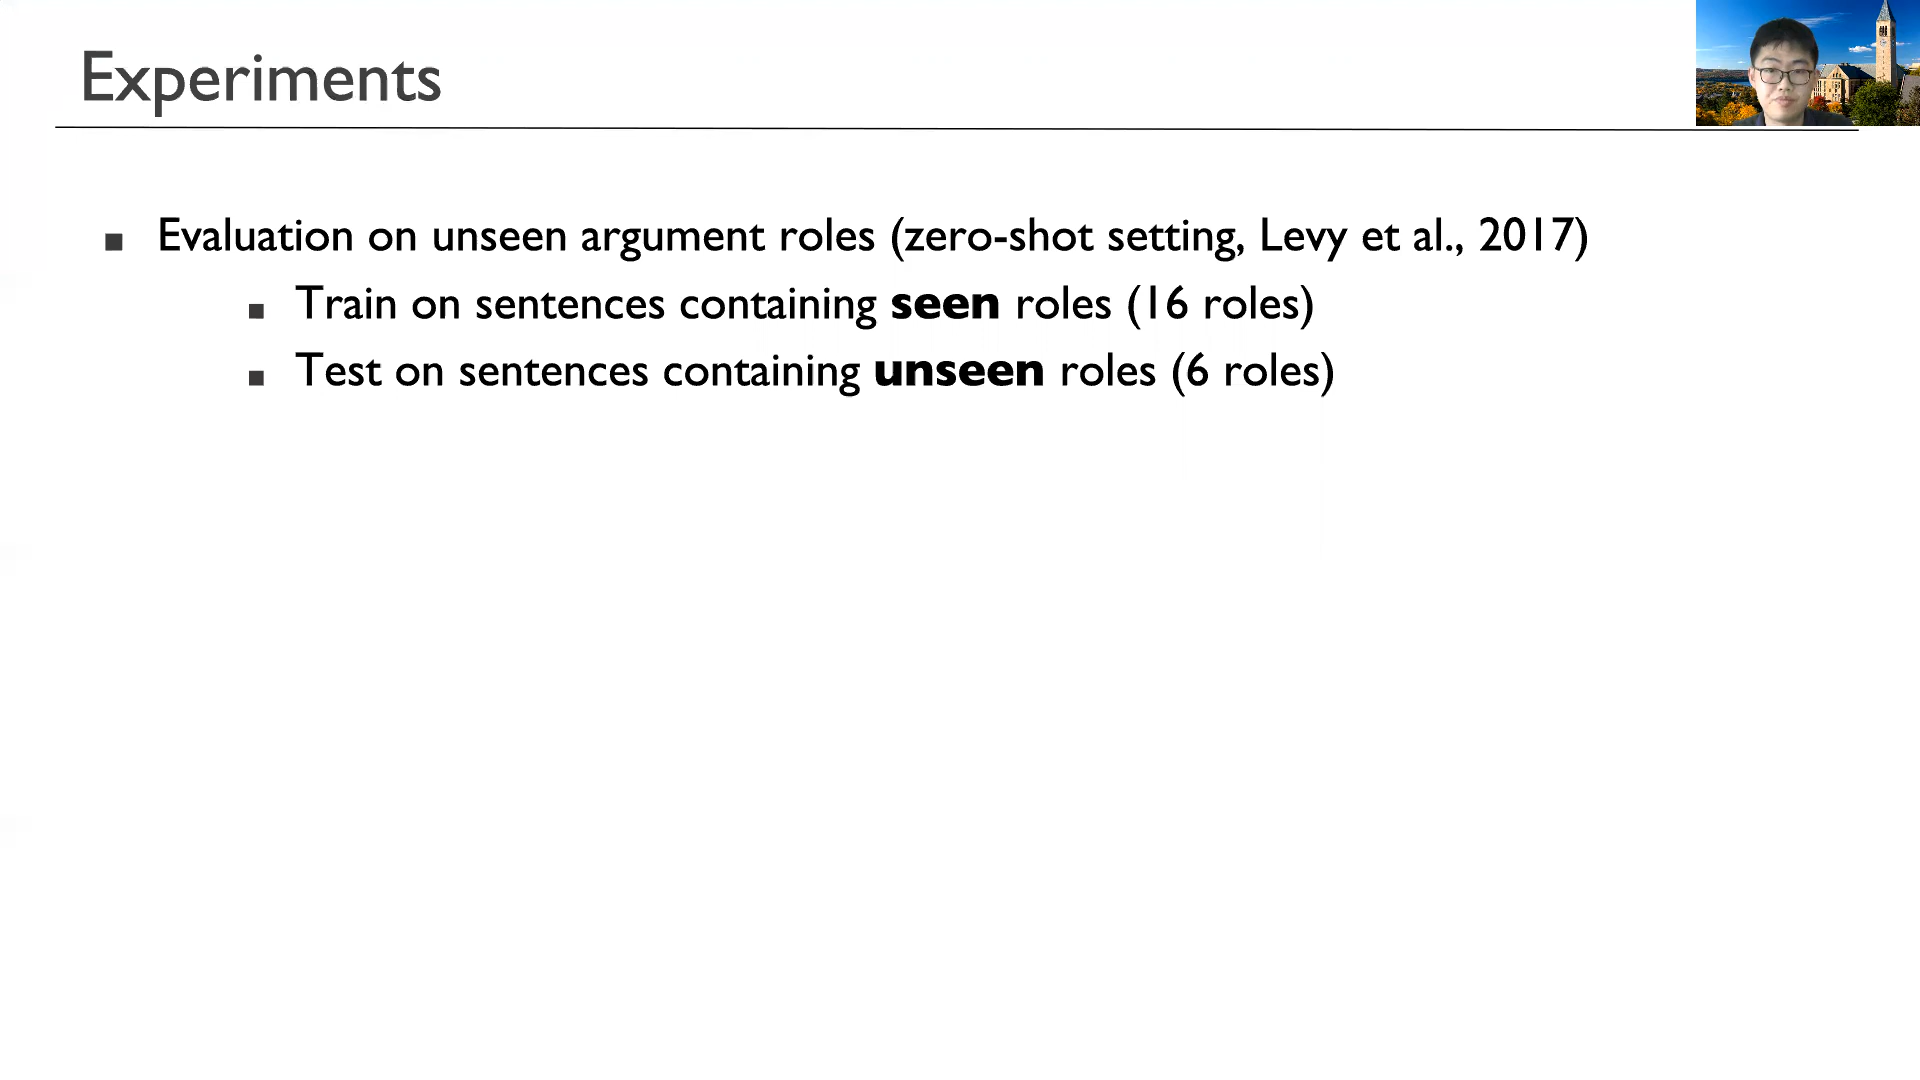 Experiments
Evaluation on unseen argument roles (zero-shot setting, Levy et al., 2017)
Train on sentences containing seen roles (16 roles)
Test on sentences containing unseen roles (6 roles)